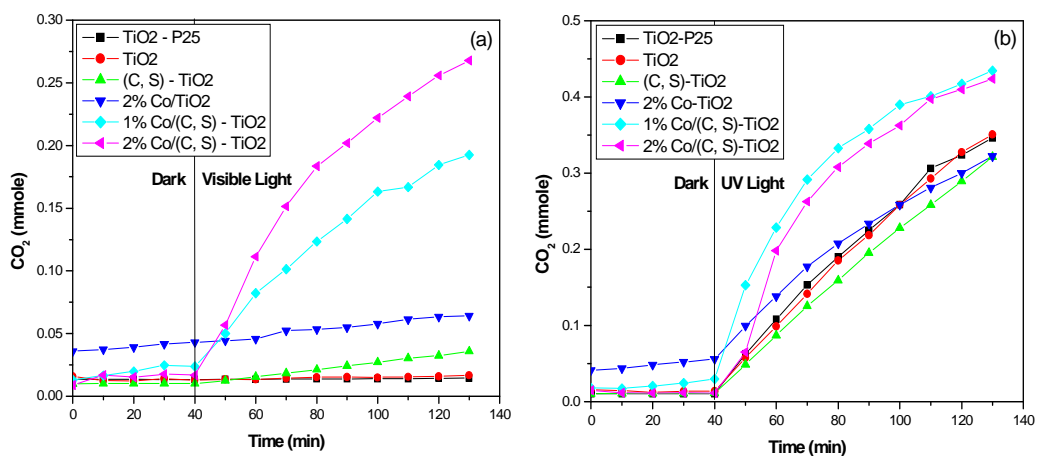 (a)
TiO2 - P25
TiO2
(C, S) - TiO2
2% Co/TiO2
1% Co/(C, S) - TiO2
2% Co/(C, S) - TiO2
Dark
Visible Light
CO2 (mmole)
0.30
0.25
0.20
0.15
0.10
0.05
0.00
0 20 40 60 80 100 120 140
Time (min)
(b)
TiO2-P25
TiO2
(C, S)-TiO2
2% Co-TiO2
1% Co/(C, S)-TiO2
2% Co/(C, S)-TiO2
Dark
UV Light
CO2 (mmole)
0.5
0.4
0.3
0.2
0.1
0.0
0 20 40 60 80 100 120 140
Time (min)